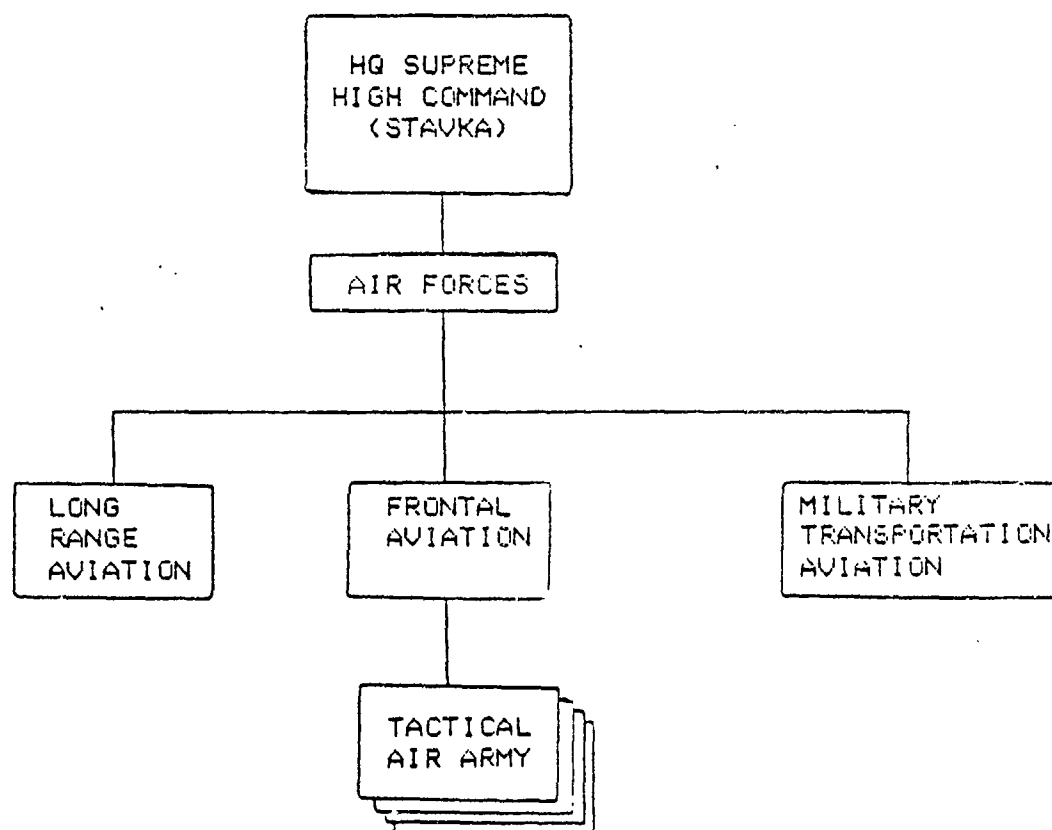 HQ SUPREME
HIGH COMMAND
(STAVKA)
AIR FORCES
LONG
RANGE
AVIATION
FRONTAL
AVIATION
MILITARY
TRANSPORTATION
AVIATION
TACTICAL
AIR ARMY